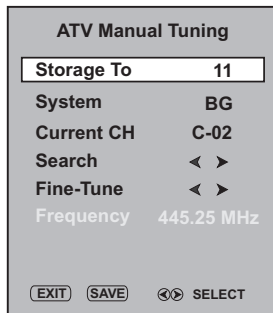 ATV Manual Tuning
Storage To 11
System BG
Current CH C-02
Search
Fine-Tune
Frequency 445.25 MHz
EXIT SAVE SELECT